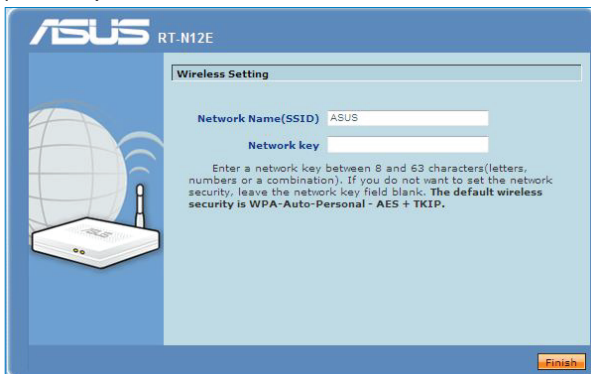 ASUS RT-N12E
Wireless Setting
Network Name(SSID) ASUS
Network key
Enter a network key between 8 and 63 characters(letters,
numbers or a combination). If you do not want to set the network
security, leave the network key field blank. The default wireless
security is WPA-Auto-Personal - AES + TKIP.
Finish